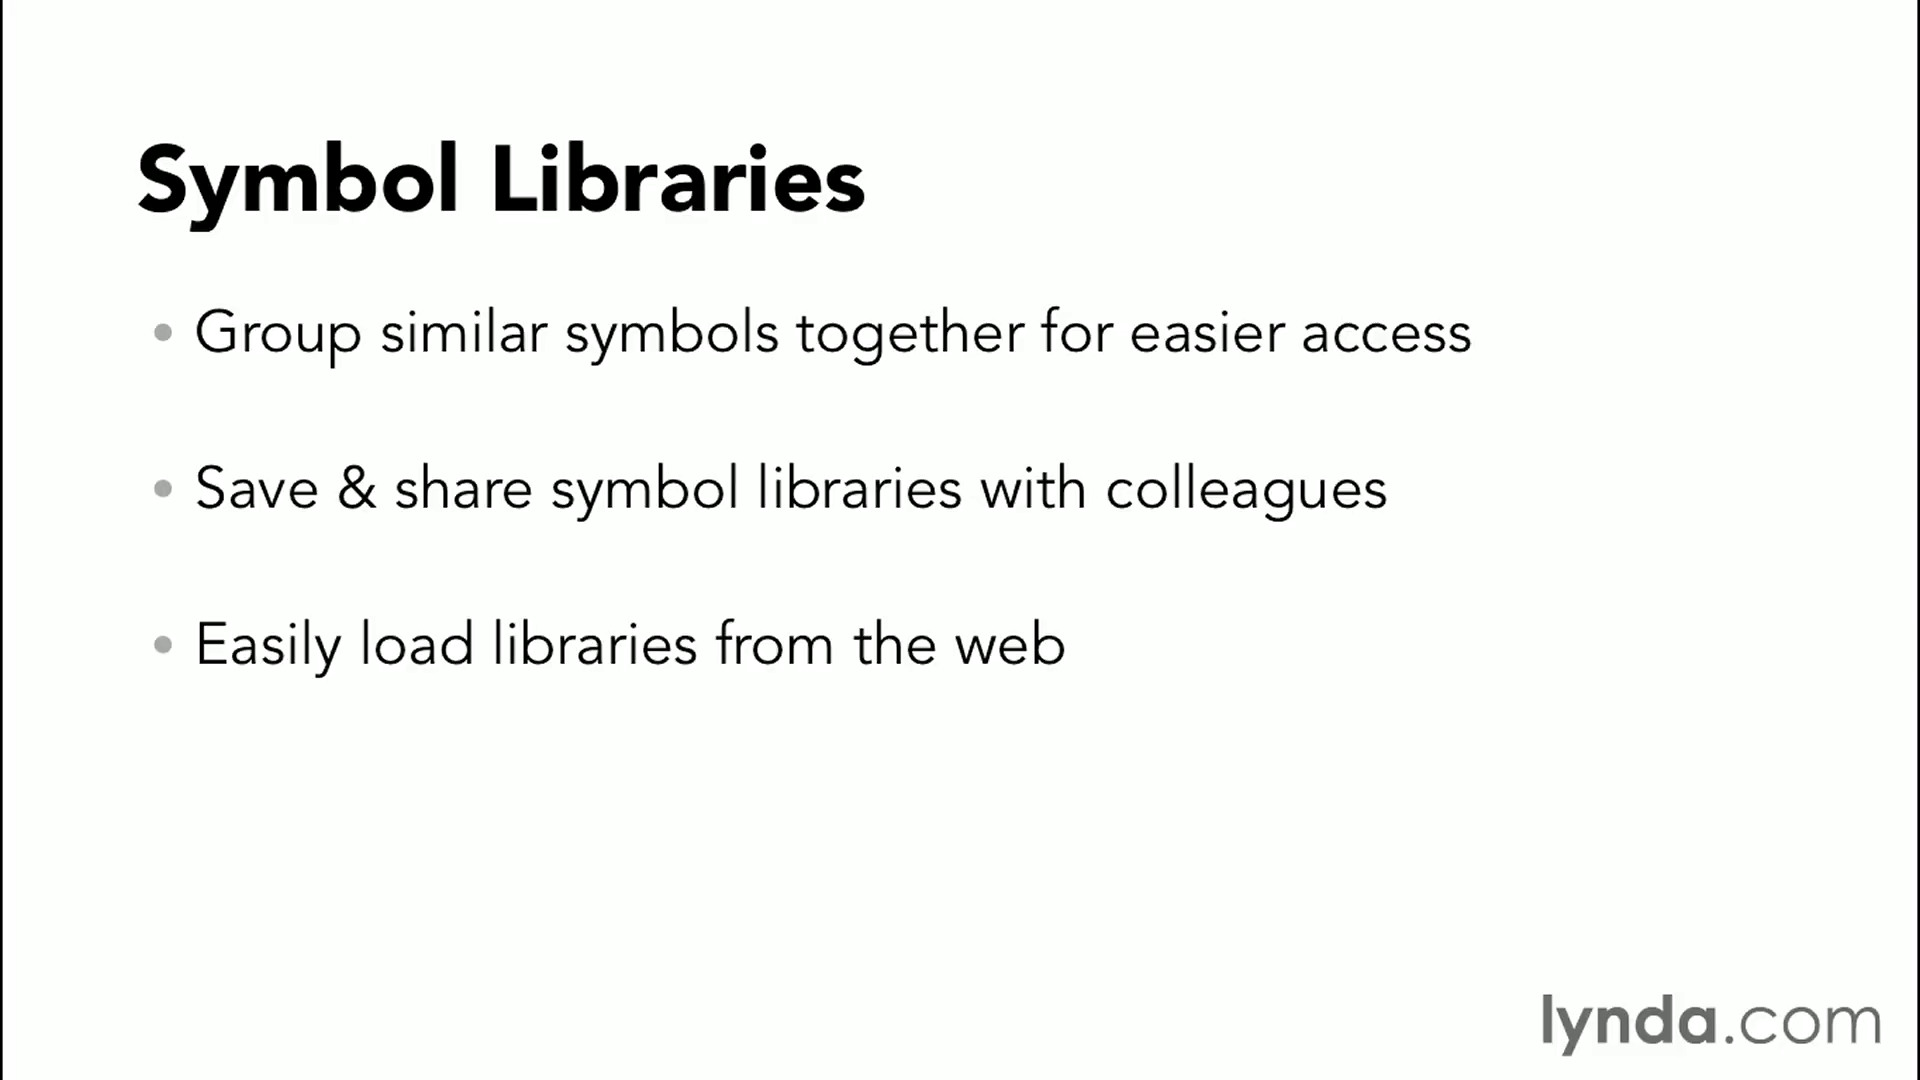 Symbol Libraries
• Group similar symbols together for easier access
• Save & share symbol libraries with colleagues
• Easily load libraries from the web
lynda.com